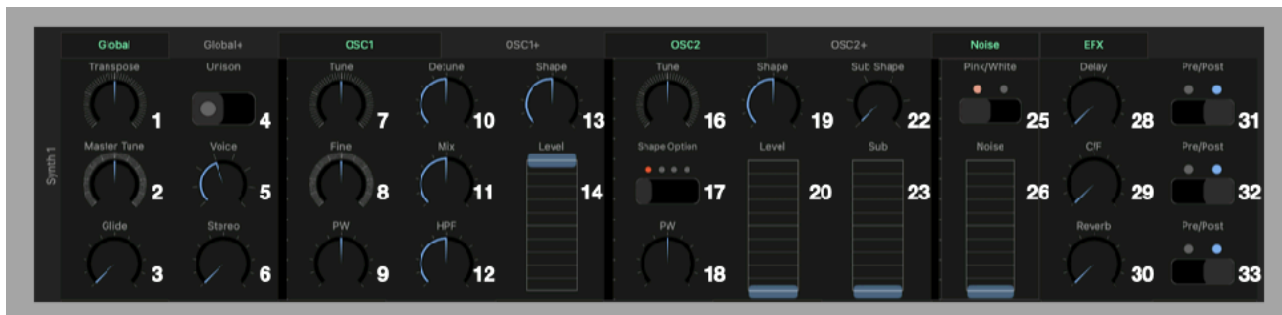 Global Global+ OSC1 OSC1+ OSC2 OSC2+ Noise EFX
Transpose Unison Tune Detune Shape Tune Shape Sub Shape Pink/White Delay Pre/Post
1 4 7 10 13 16 19 22 25 28 31
Synth 1
Master Tune Voice Fine Mix Level Shape Option Level Sub Noise C/F Pre/Post
2 5 8 11 14 17 20 23 26 29 32
Glide Stereo PW HPF PW Reverb Pre/Post
3 6 9 12 18 30 33